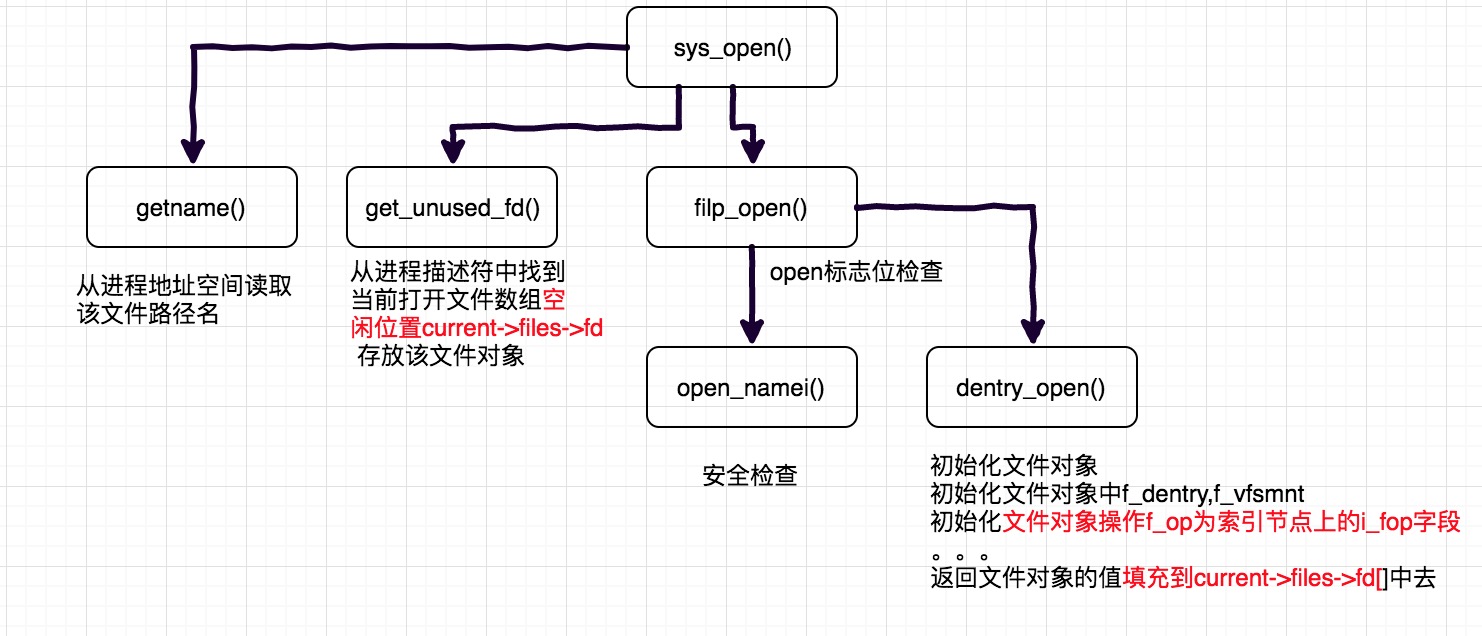 sys_open()
getname()
get_unused_fd()
filp_open()
从进程地址空间读取
该文件路径名
从进程描述符中找到
当前打开文件数组空
闲位置current->files->fd
存放该文件对象
open标志位检查
open_namei()
dentry_open()
安全检查
初始化文件对象
初始化文件对象中f_dentry,f_vfsmnt
初始化文件对象操作f_op为索引节点上的i_fop字段
。。。
返回文件对象的值填充到current->files->fd[]中去